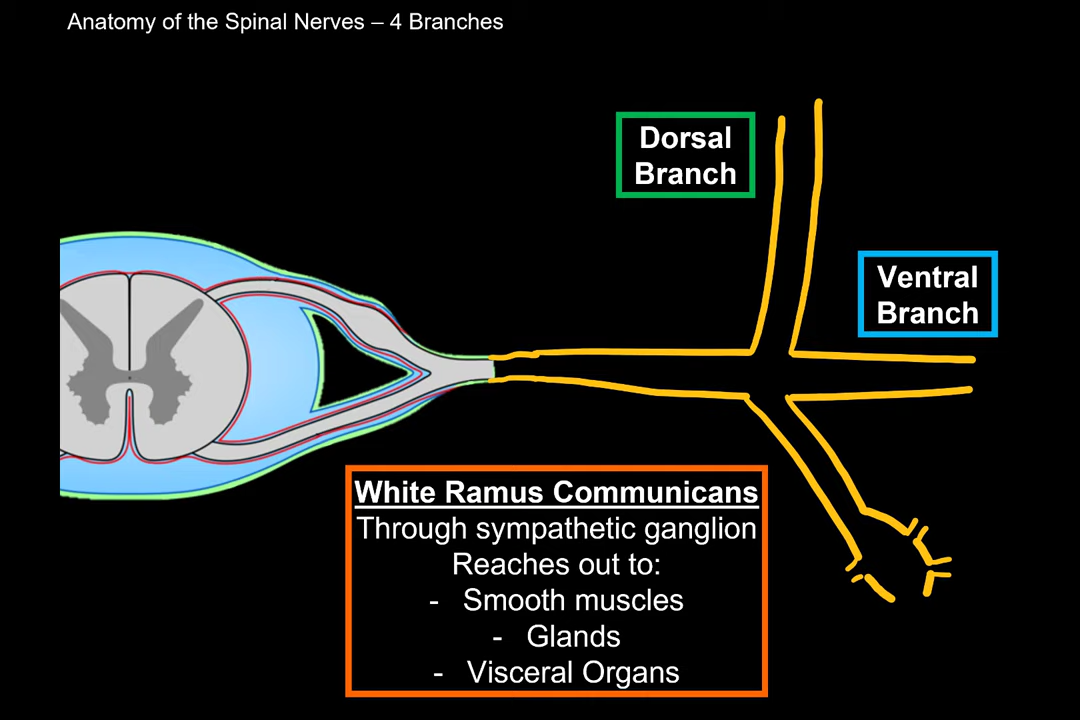 Anatomy of the Spinal Nerves – 4 Branches
Dorsal
Branch
Ventral
Branch
White Ramus Communicans
Through sympathetic ganglion
Reaches out to:
- Smooth muscles
- Glands
- Visceral Organs